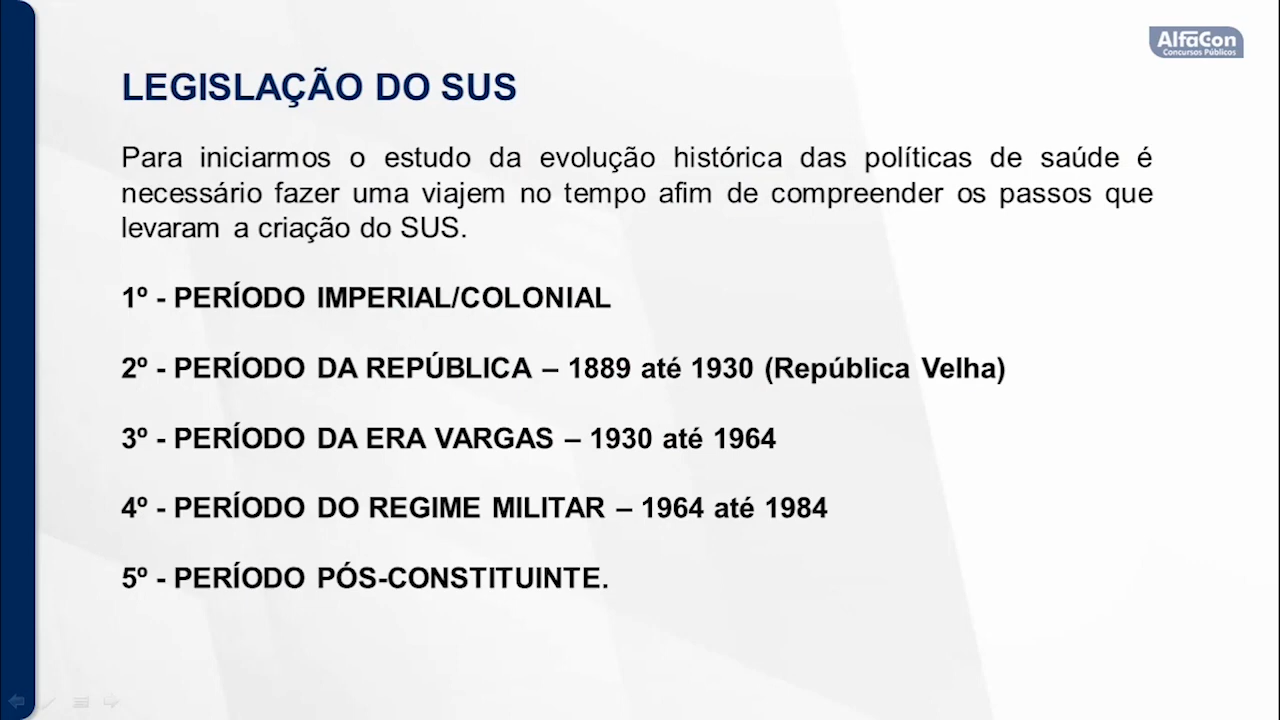 AlfaCon
Concursos Públicos
LEGISLAÇÃO DO SUS
Para iniciarmos o estudo da evolução histórica das políticas de saúde é
necessário fazer uma viajem no tempo afim de compreender os passos que
levaram a criação do SUS.
1º - PERÍODO IMPERIAL/COLONIAL
2º - PERÍODO DA REPÚBLICA – 1889 até 1930 (República Velha)
3º - PERÍODO DA ERA VARGAS – 1930 até 1964
4º - PERÍODO DO REGIME MILITAR – 1964 até 1984
5º - PERÍODO PÓS-CONSTITUINTE.